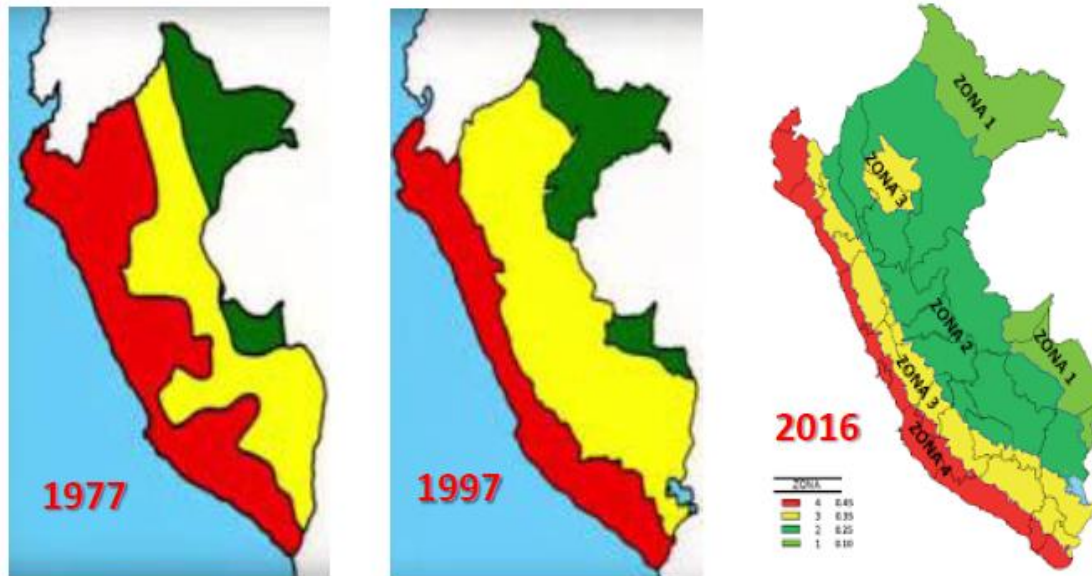 1977
1997
2016
ZONA 1
ZONA 3
ZONA 2
ZONA 1
ZONA 3
ZONA 4
ZONA
4 0.45
3 0.35
2 0.25
1 0.10